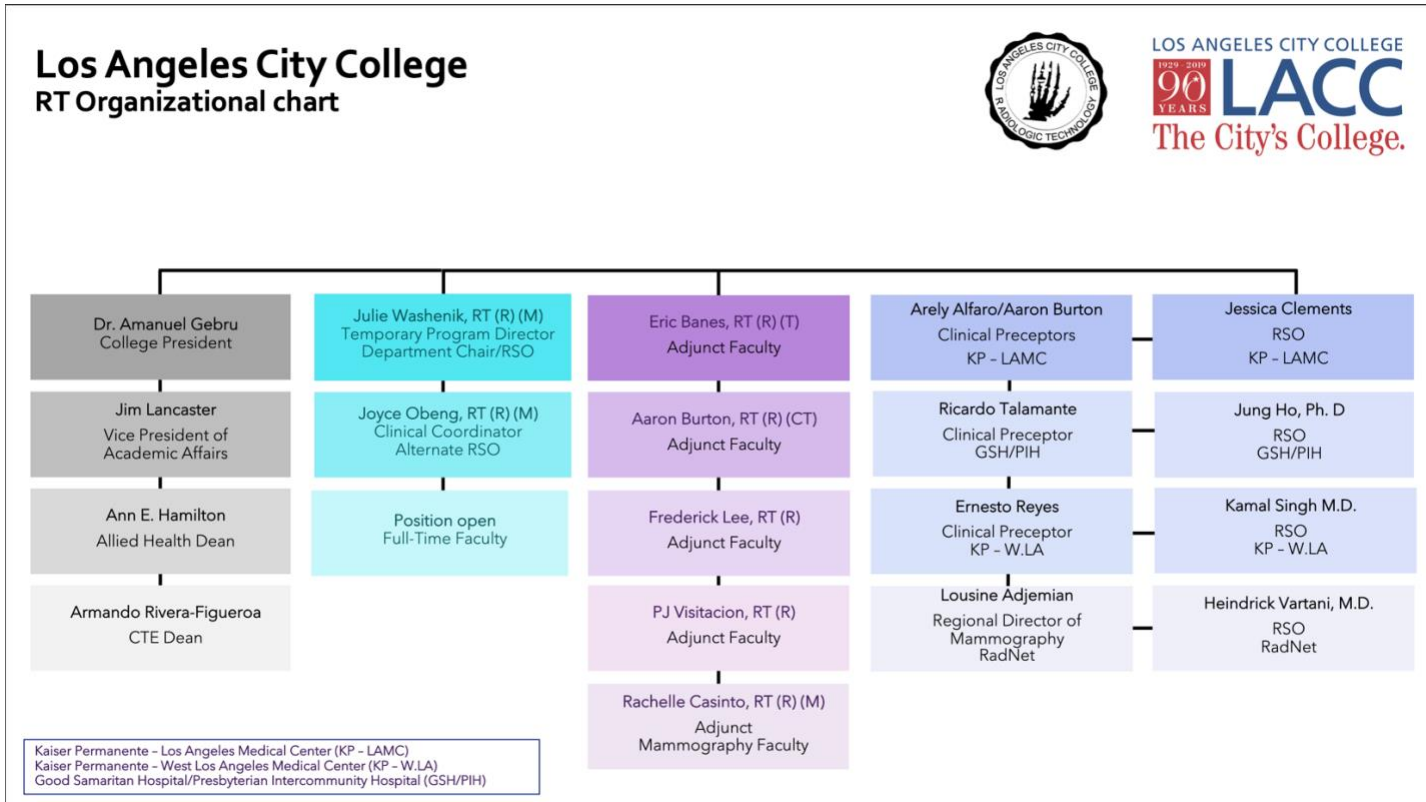 Los Angeles City College
RT Organizational chart
LOS ANGELES CITY COLLEGE
RADIOLOGIC TECHNOLOGY
LOS ANGELES CITY COLLEGE
1929 - 2019
90
YEARS
LACC
The City's College.
Dr. Amanuel Gebru
College President
Jim Lancaster
Vice President of
Academic Affairs
Ann E. Hamilton
Allied Health Dean
Armando Rivera-Figueroa
CTE Dean
Julie Washenik, RT (R) (M)
Temporary Program Director
Department Chair/RSO
Joyce Obeng, RT (R) (M)
Clinical Coordinator
Alternate RSO
Position open
Full-Time Faculty
Eric Banes, RT (R) (T)
Adjunct Faculty
Aaron Burton, RT (R) (CT)
Adjunct Faculty
Frederick Lee, RT (R)
Adjunct Faculty
PJ Visitacion, RT (R)
Adjunct Faculty
Rachelle Casinto, RT (R) (M)
Adjunct
Mammography Faculty
Arely Alfaro/Aaron Burton
Clinical Preceptors
KP – LAMC
Ricardo Talamante
Clinical Preceptor
GSH/PIH
Ernesto Reyes
Clinical Preceptor
KP – W.LA
Lousine Adjemian
Regional Director of
Mammography
RadNet
Jessica Clements
RSO
KP – LAMC
Jung Ho, Ph. D
RSO
GSH/PIH
Kamal Singh M.D.
RSO
KP – W.LA
Heindrick Vartani, M.D.
RSO
RadNet
Kaiser Permanente – Los Angeles Medical Center (KP – LAMC)
Kaiser Permanente – West Los Angeles Medical Center (KP – W.LA)
Good Samaritan Hospital/Presbyterian Intercommunity Hospital (GSH/PIH)